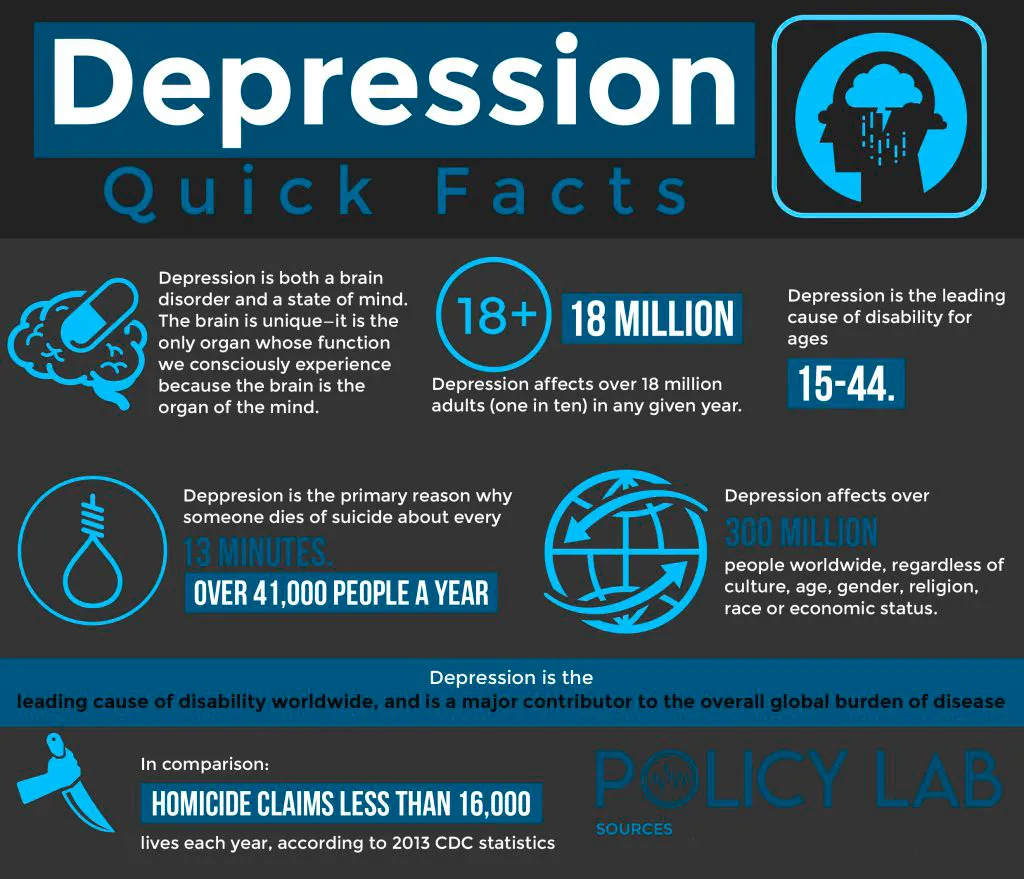 Depression
Quick Facts
Depression is both a brain
disorder and a state of mind.
The brain is unique—it is the
only organ whose function
we consciously experience
because the brain is the
organ of the mind.
18+
18 MILLION
Depression affects over 18 million
adults (one in ten) in any given year.
Depression is the leading
cause of disability for
ages
15-44.
Deppresion is the primary reason why
someone dies of suicide about every
13 MINUTES.
OVER 41,000 PEOPLE A YEAR
Depression affects over
300 MILLION
people worldwide, regardless of
culture, age, gender, religion,
race or economic status.
Depression is the
leading cause of disability worldwide, and is a major contributor to the overall global burden of disease
In comparison:
HOMICIDE CLAIMS LESS THAN 16,000
lives each year, according to 2013 CDC statistics
POLICY LAB
SOURCES